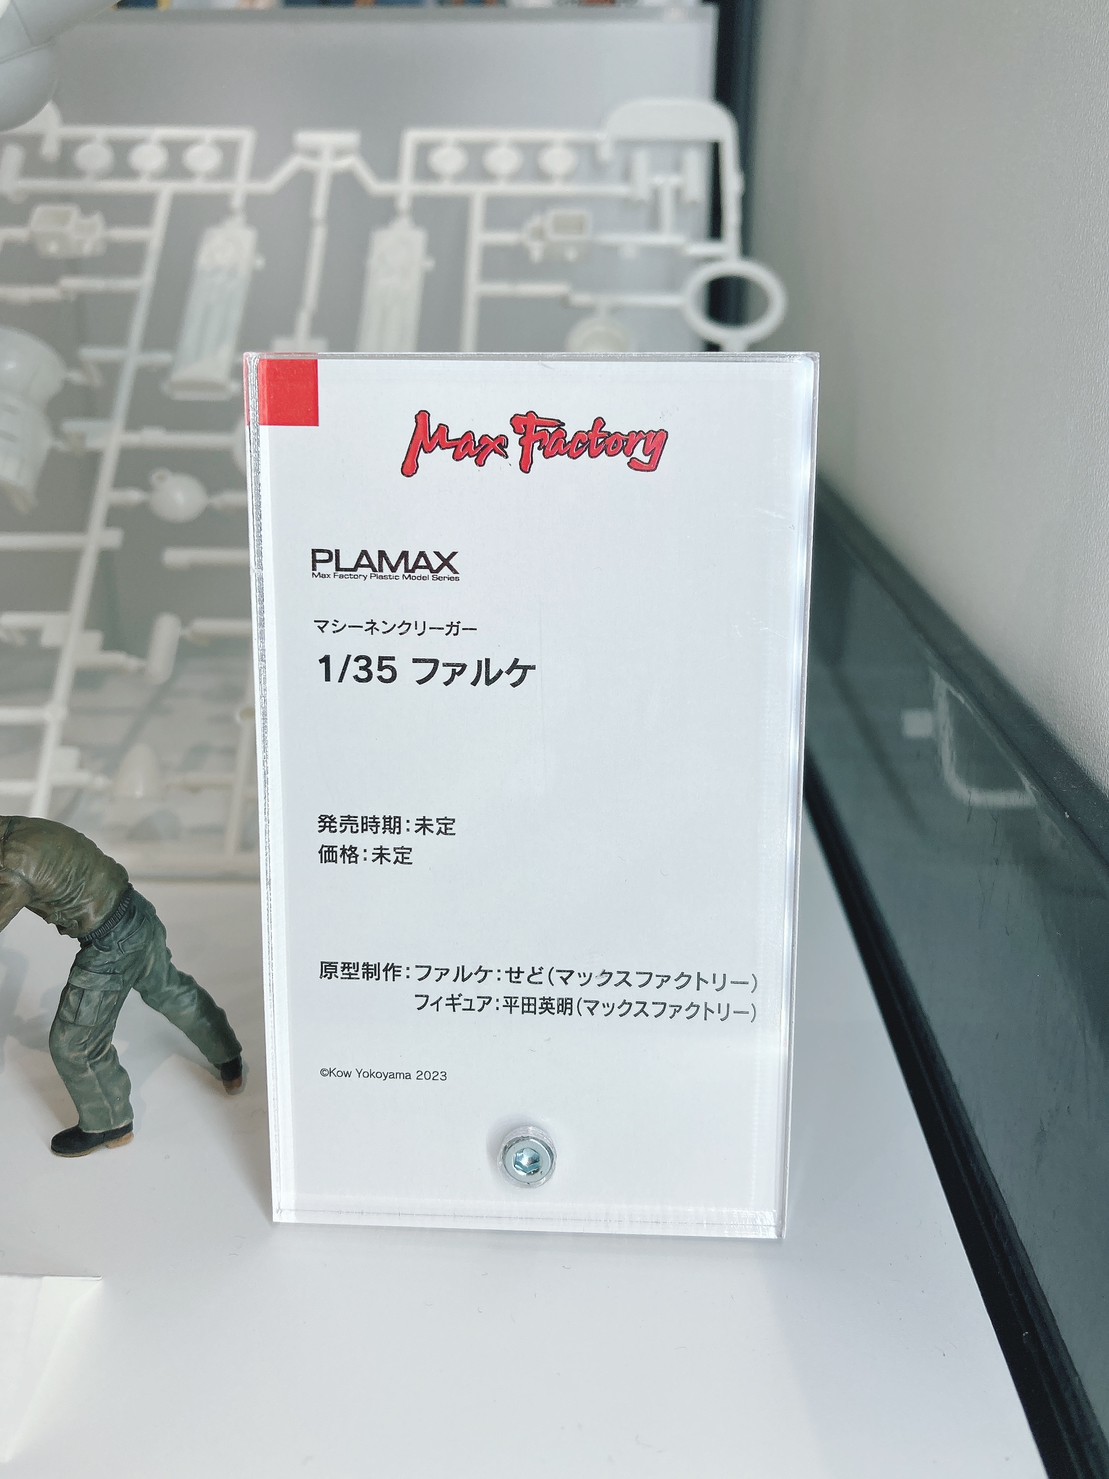 Max Factory
PLAMAX
Max Factory Plastic Model Series
マシーネンクリーガー
1/35 ファルケ
発売時期：未定
価格：未定
原型制作：ファルケ：せど（マックスファクトリー）
フィギュア：平田英明（マックスファクトリー）
©Kow Yokoyama 2023